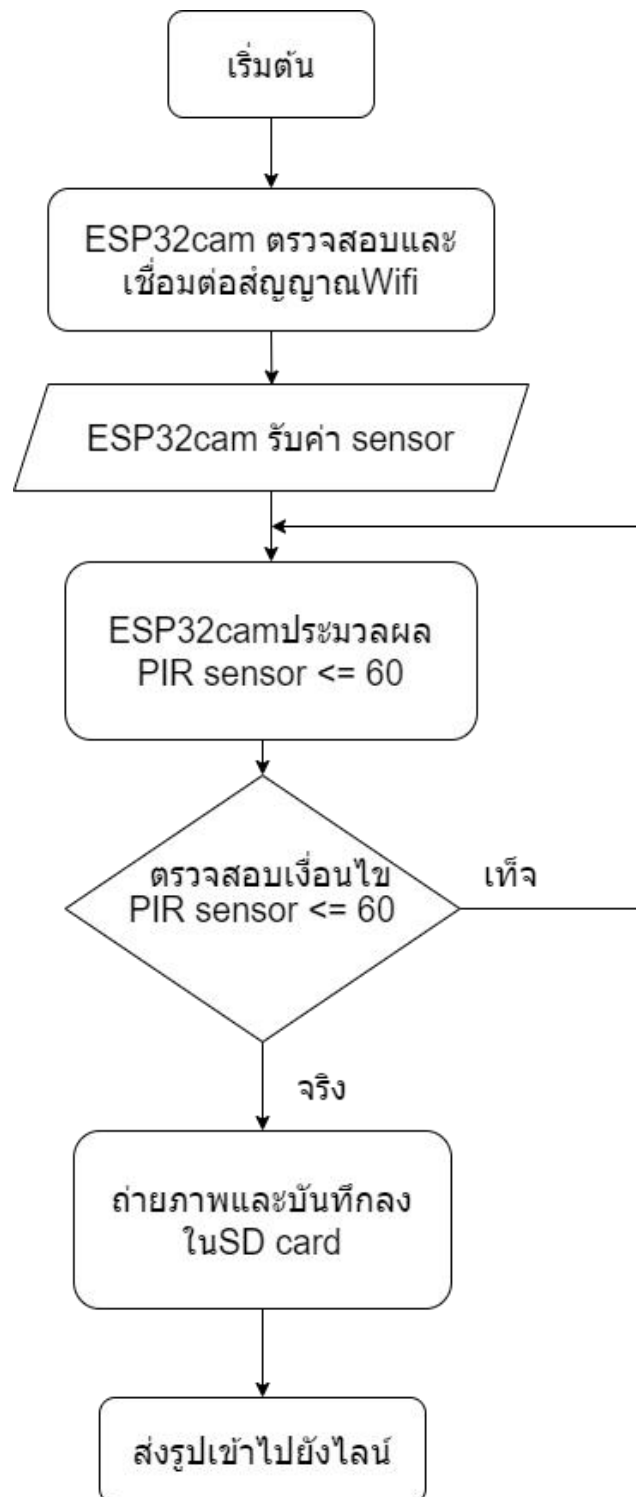 เริ่มต้น
ESP32cam ตรวจสอบและ
เชื่อมต่อสํญญาณWifi
ESP32cam รับค่า sensor
ESP32camประมวลผล
PIR sensor <= 60
ตรวจสอบเงื่อนไข
PIR sensor <= 60
เท็จ
จริง
ถ่ายภาพและบันทึกลง
ในSD card
ส่งรูปเข้าไปยังไลน์